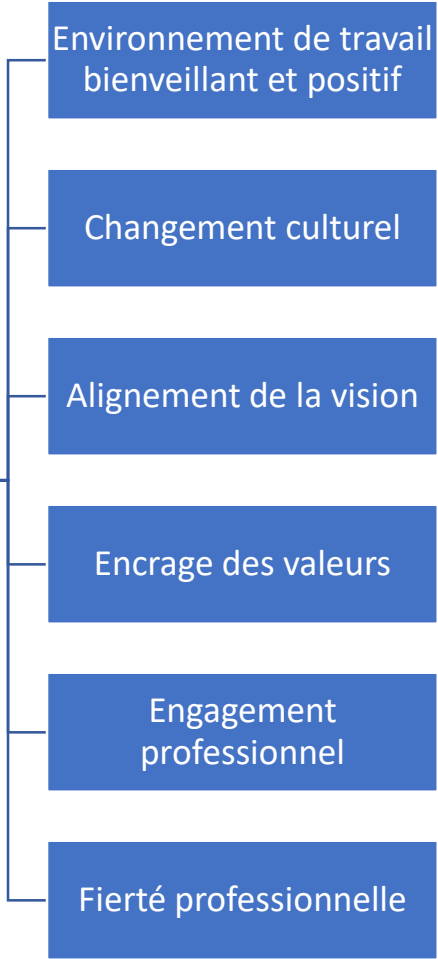 Environnement de travail
bienveillant et positif
Changement culturel
Alignement de la vision
Encrage des valeurs
Engagement
professionnel
Fierté professionnelle